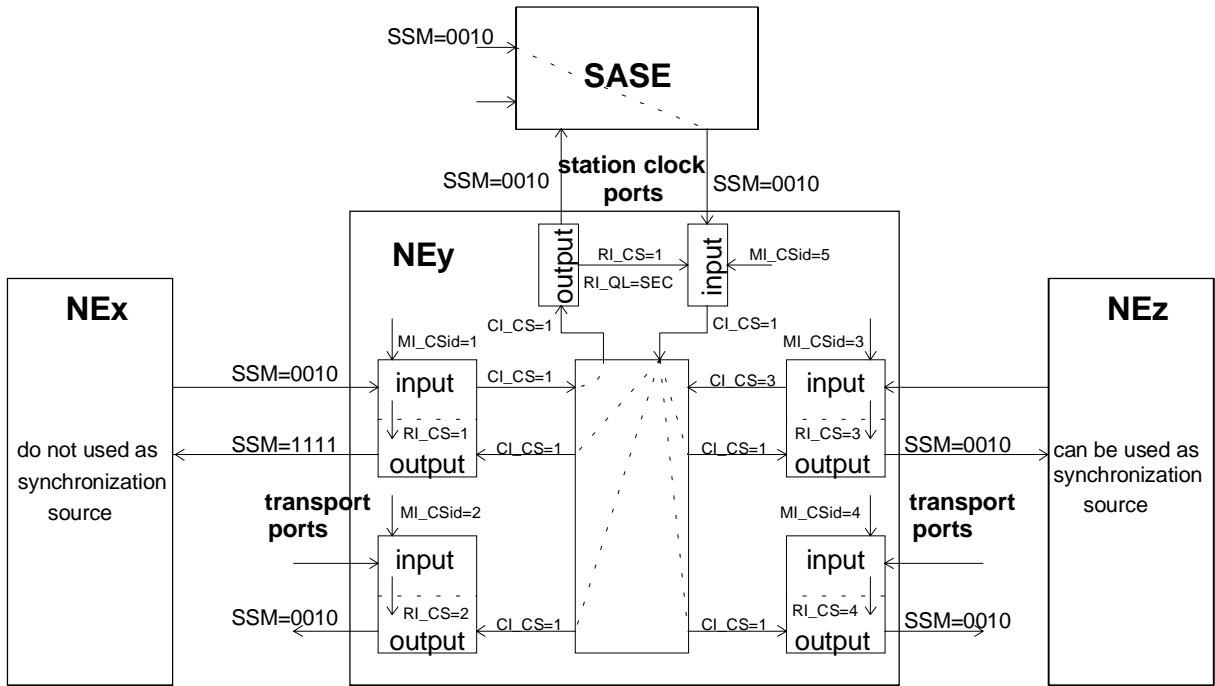 SSM=0010
SASE
station clock
ports
SSM=0010
SSM=0010
NEy
output
RI_CS=1
RI_QL=SEC
input
MI_CSid=5
NEx
NEz
CI_CS=1
CI_CS=1
MI_CSid=1
MI_CSid=3
SSM=0010
input
CI_CS=1
CI_CS=3
input
SSM=1111
RI_CS=1
output
CI_CS=1
CI_CS=1
RI_CS=3
output
SSM=0010
do not used as
synchronization
source
can be used as
synchronization
source
transport
ports
MI_CSid=2
MI_CSid=4
transport
ports
input
input
SSM=0010
RI_CS=2
output
CI_CS=1
CI_CS=1
RI_CS=4
output
SSM=0010